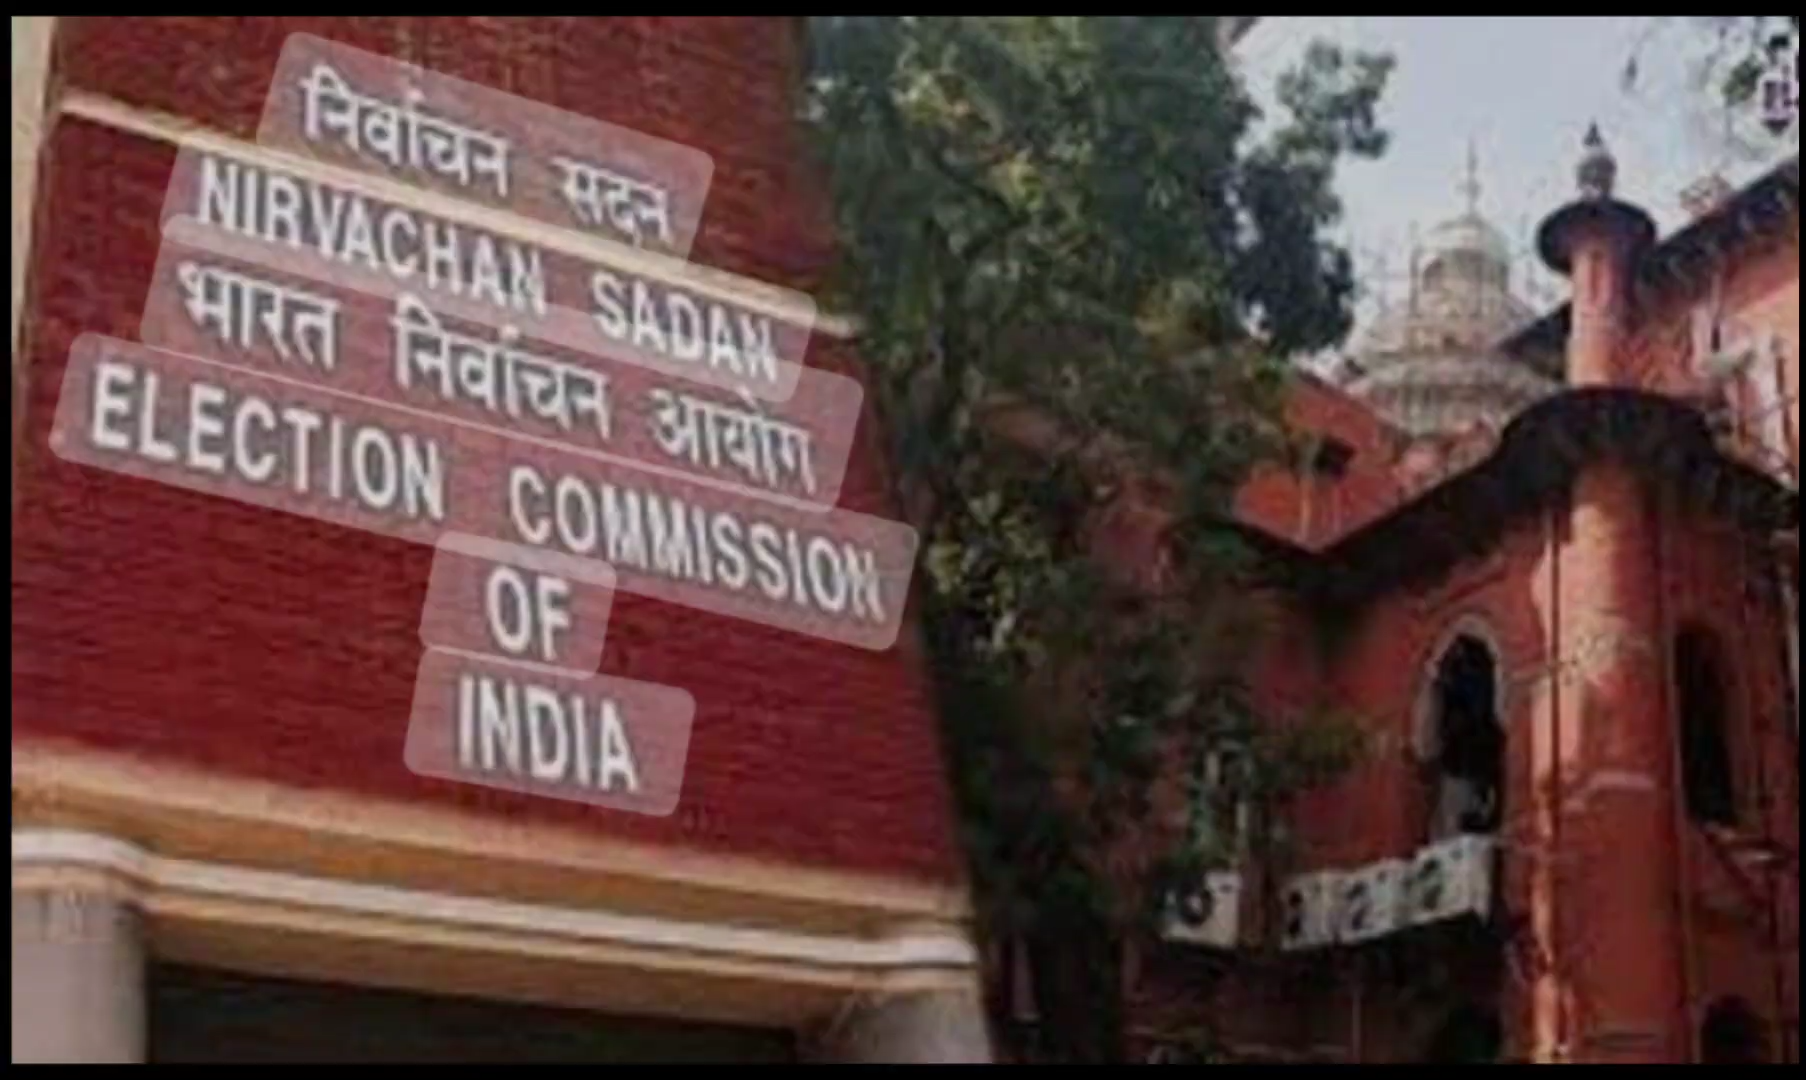 निर्वाचन सदन
NIRVACHAN SADAN
भारत निर्वाचन आयोग
ELECTION COMMISSION
OF
INDIA